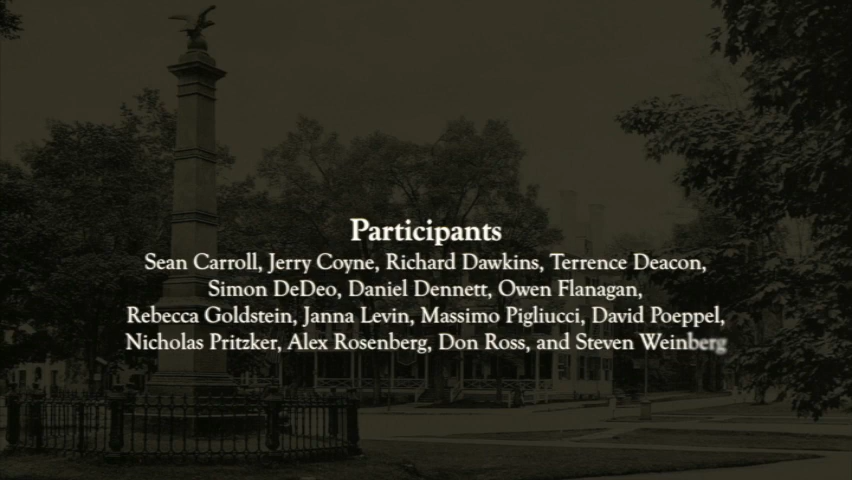 Participants
Sean Carroll, Jerry Coyne, Richard Dawkins, Terrence Deacon,
Simon DeDeo, Daniel Dennett, Owen Flanagan,
Rebecca Goldstein, Janna Levin, Massimo Pigliucci, David Poeppel,
Nicholas Pritzker, Alex Rosenberg, Don Ross, and Steven Weinberg